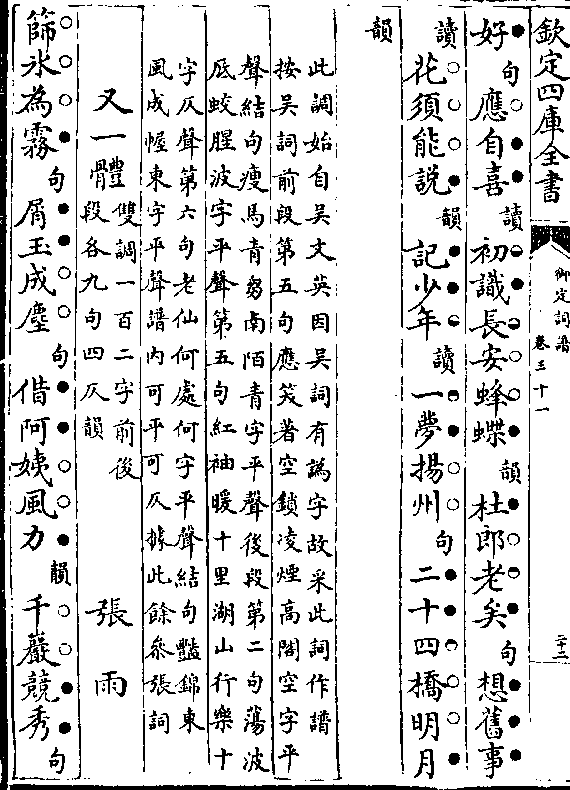 欽定四庫全書
御定詞譜
卷三十一
二十二
好句應自喜讀初識長安蜂蝶韻杜郎老矣句想舊事
讀花須能說韻記少年讀一夢揚州句二十四橋明月
韻
此調始自吳文英因吳詞有譌字故采此詞作譜
按吳詞前段第五句應笑著空鎖凌煙高閣空字平
聲結句瘦馬青芻南陌青字平聲後段第二句蕩波
底蛟腥波字平聲第五句紅袖暖十里湖山行樂十
字仄聲第六句老仙何處何字平聲結句豔錦東
風成幄東字平聲譜內可平可仄據此餘參張詞
又一體 雙調一百二字前後
段各九句四仄韻 張雨
篩冰為霧句屑玉成塵句借阿姨風力韻千巖競秀句